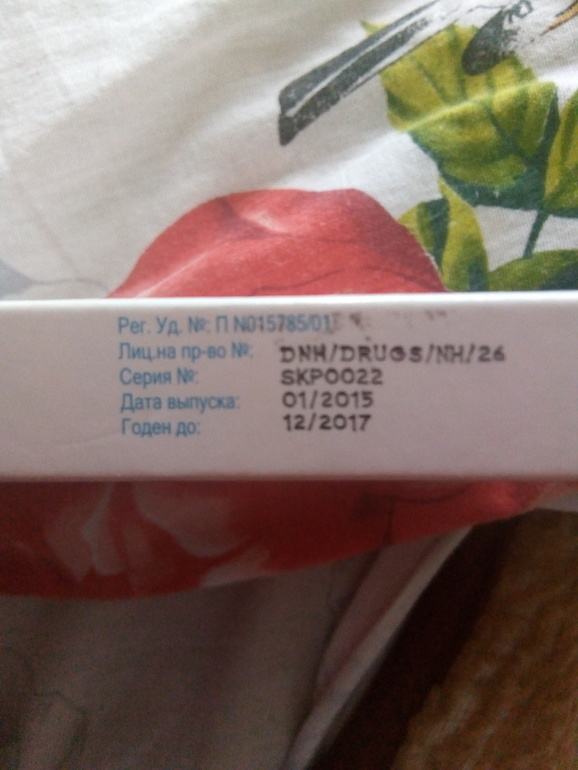 Рег. Уд. №: П N015785/01
Лиц.на пр-во №: DNH/DRUGS/NH/26
Серия №: SKP0022
Дата выпуска: 01/2015
Годен до: 12/2017